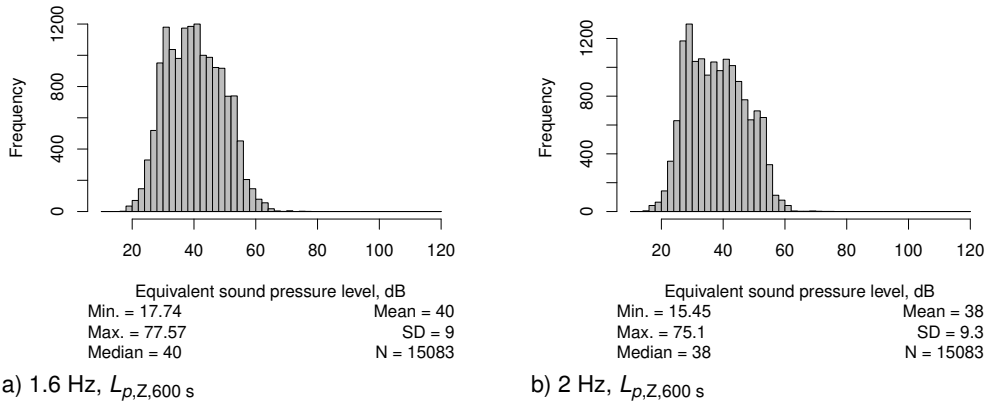 Frequency
0 400 800 1200
20 40 60 80 100 120
Equivalent sound pressure level, dB
Min. = 17.74 Mean = 40
Max. = 77.57 SD = 9
Median = 40 N = 15083
a) 1.6 Hz, Lp,Z,600 s
Frequency
0 400 800 1200
20 40 60 80 100 120
Equivalent sound pressure level, dB
Min. = 15.45 Mean = 38
Max. = 75.1 SD = 9.3
Median = 38 N = 15083
b) 2 Hz, Lp,Z,600 s